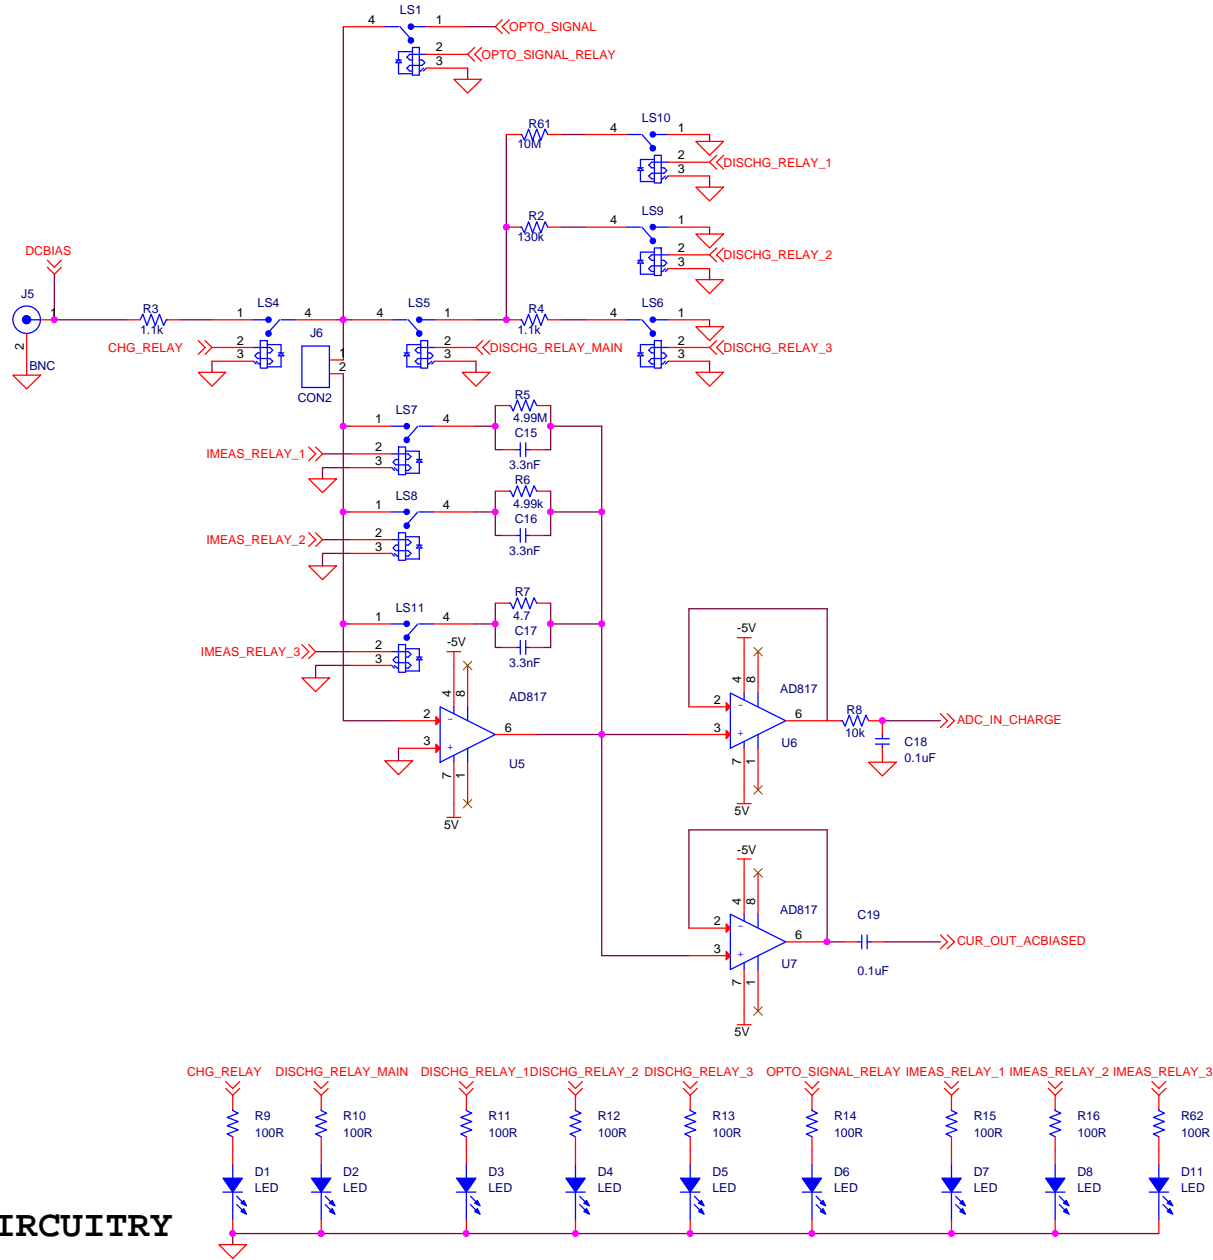 LS1
4 1 OPTO_SIGNAL
2 OPTO_SIGNAL_RELAY
3
R61 4 LS10 1
10M
2 DISCHG_RELAY_1
3
R2 4 LS9 1
130k
2 DISCHG_RELAY_2
3
DCBIAS
J5
1
2
BNC
R3
1.1k
1 LS4 4
CHG_RELAY 2
3
J6
1
2
CON2
4 LS5 1
2 DISCHG_RELAY_MAIN
3
R4 4 LS6 1
1.1k
2 DISCHG_RELAY_3
3
1 LS7 4
IMEAS_RELAY_1 2
3
R5
4.99M
C15
3.3nF
1 LS8 4
IMEAS_RELAY_2 2
3
R6
4.99k
C16
3.3nF
1 LS11 4
IMEAS_RELAY_3 2
3
R7
4.7
C17
3.3nF
-5V
4 8
AD817
2 −
3 +
6
U5
7 1
5V
-5V
4 8
AD817
2 −
3 +
6
U6
7 1
5V
R8
10k
C18
0.1uF
ADC_IN_CHARGE
-5V
4 8
AD817
2 −
3 +
6
U7
7 1
5V
C19
0.1uF
CUR_OUT_ACBIASED
CHG_RELAY DISCHG_RELAY_MAIN DISCHG_RELAY_1 DISCHG_RELAY_2 DISCHG_RELAY_3 OPTO_SIGNAL_RELAY IMEAS_RELAY_1 IMEAS_RELAY_2 IMEAS_RELAY_3
R9 R10 R11 R12 R13 R14 R15 R16 R62
100R 100R 100R 100R 100R 100R 100R 100R 100R
D1 D2 D3 D4 D5 D6 D7 D8 D11
LED LED LED LED LED LED LED LED LED
IRCUITRY